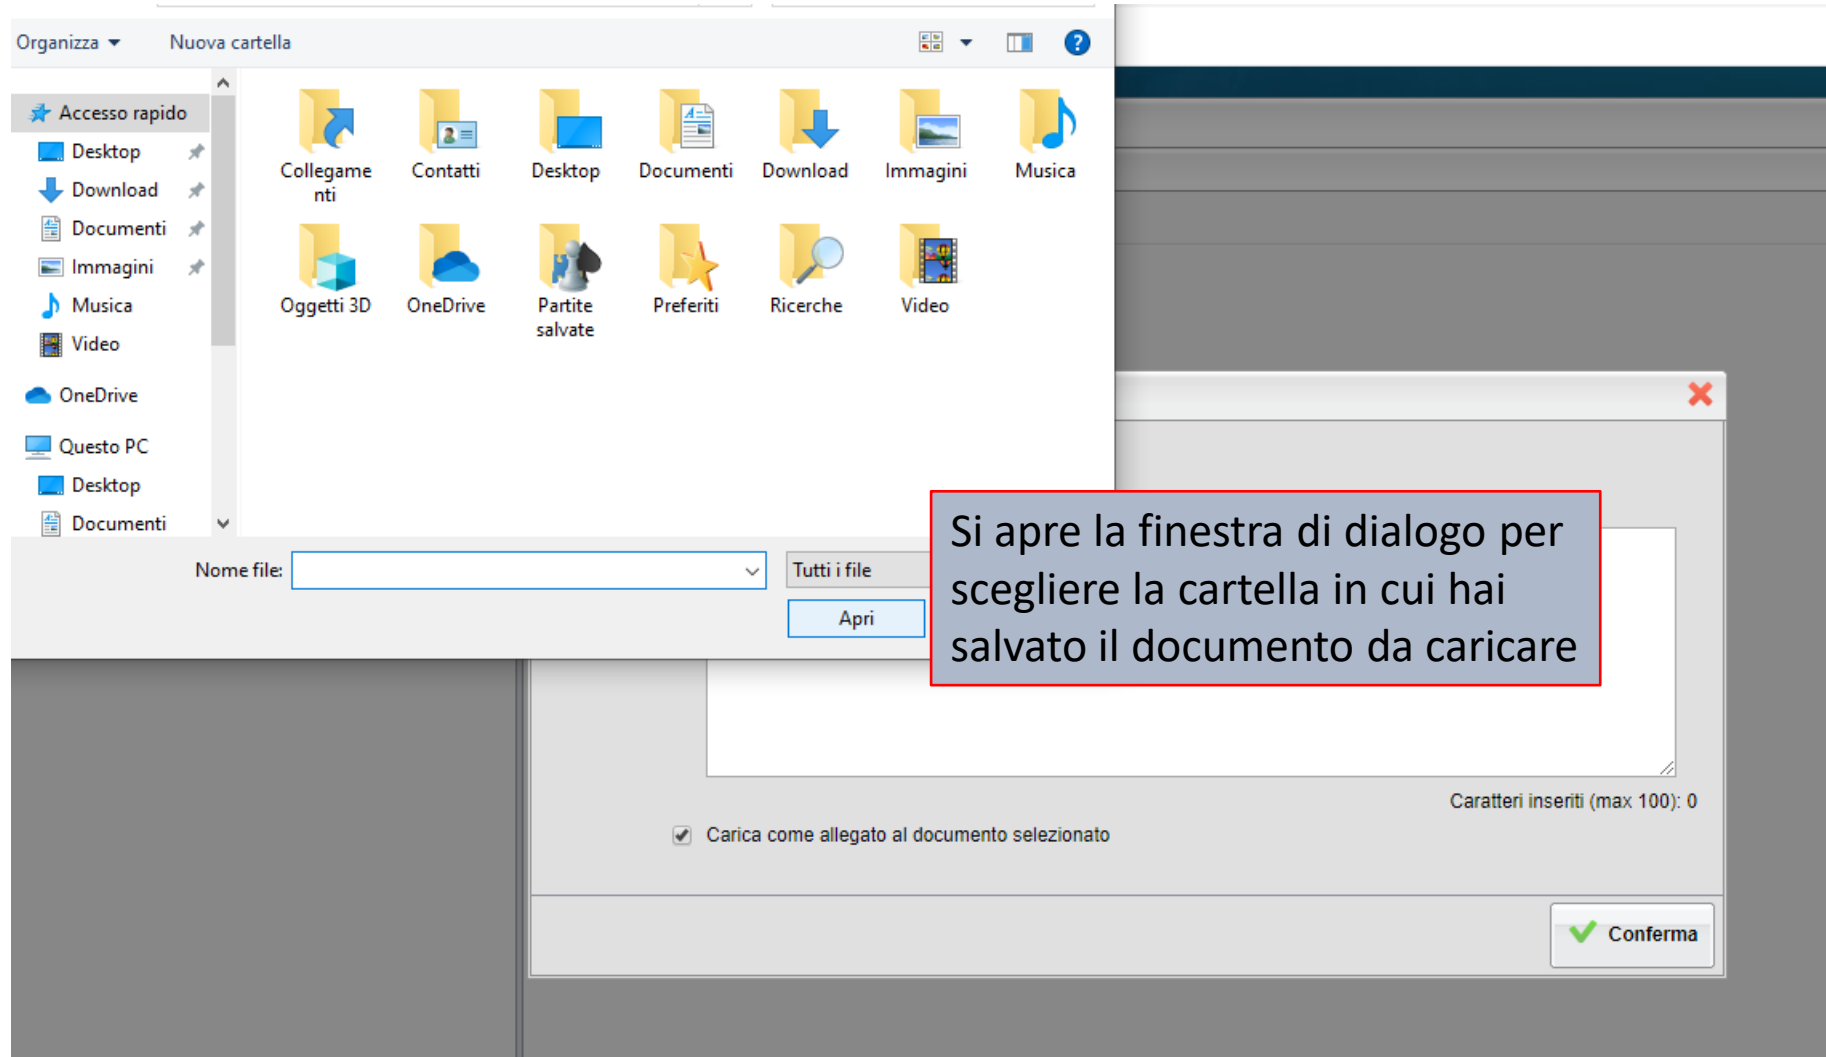 Organizza
Nuova cartella
Accesso rapido
Desktop
Download
Documenti
Immagini
Musica
Video
OneDrive
Questo PC
Desktop
Documenti
Collegame
nti
Contatti
Desktop
Documenti
Download
Immagini
Musica
Oggetti 3D
OneDrive
Partite
salvate
Preferiti
Ricerche
Video
Nome file:
Tutti i file
Apri
Si apre la finestra di dialogo per
scegliere la cartella in cui hai
salvato il documento da caricare
Caratteri inseriti (max 100): 0
Carica come allegato al documento selezionato
Conferma